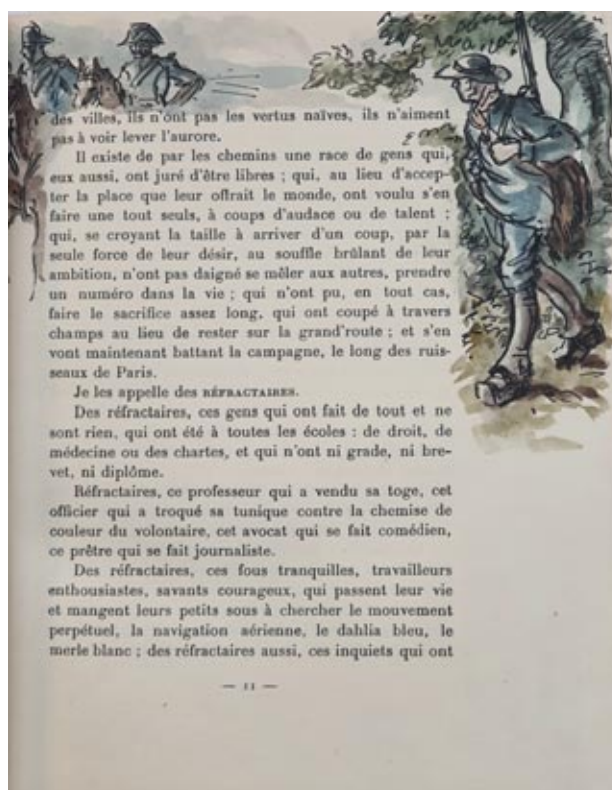 des villes, ils n'ont pas les vertus naïves, ils n'aiment
pas à voir lever l'aurore.
Il existe de par les chemins une race de gens qui,
eux aussi, ont juré d'être libres ; qui, au lieu d'accep-
ter la place que leur offrait le monde, ont voulu s'en
faire une tout seuls, à coups d'audace ou de talent ;
qui, se croyant la taille à arriver d'un coup, par la
seule force de leur désir, au souffle brûlant de leur
ambition, n'ont pas daigné se mêler aux autres, prendre
un numéro dans la vie ; qui n'ont pu, en tout cas,
faire le sacrifice assez long, qui ont coupé à travers
champs au lieu de rester sur la grand'route ; et s'en
vont maintenant battant la campagne, le long des ruis-
seaux de Paris.
Je les appelle des RÉFRACTAIRES.
Des réfractaires, ces gens qui ont fait de tout et ne
sont rien, qui ont été à toutes les écoles : de droit, de
médecine ou des chartes, et qui n'ont ni grade, ni bre-
vet, ni diplôme.
Réfractaires, ce professeur qui a vendu sa toge, cet
officier qui a troqué sa tunique contre la chemise de
couleur du volontaire, cet avocat qui se fait comédien,
ce prêtre qui se fait journaliste.
Des réfractaires, ces fous tranquilles, travailleurs
enthousiastes, savants courageux, qui passent leur vie
et mangent leurs petits sous à chercher le mouvement
perpétuel, la navigation aérienne, le dahlia bleu, le
merle blanc ; des réfractaires aussi, ces inquiets qui ont
— 11 —